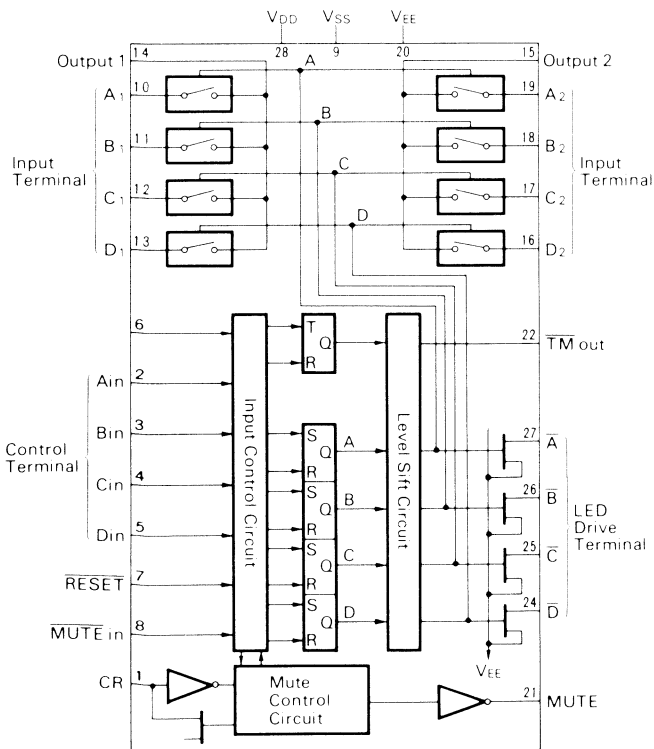 VDD VSS VEE
14 28 9 20 15
Output 1 A Output 2
10 19
A1 A2
B
11 18
B1 B2
Input Terminal
Input Terminal
C
12 17
C1 C2
D
13 16
D1 D2
6
T
Q
R
22
TM out
Ain 2
Bin 3
Control Terminal
Cin 4
Din 5
RESET 7
MUTE in 8
Input Control Circuit
S
Q A
R
S
Q B
R
S
Q C
R
S
Q D
R
Level Sift Circuit
27
A
26
B
25
C
24
D
LED Drive Terminal
VEE
CR 1
Mute
Control
Circuit
21
MUTE